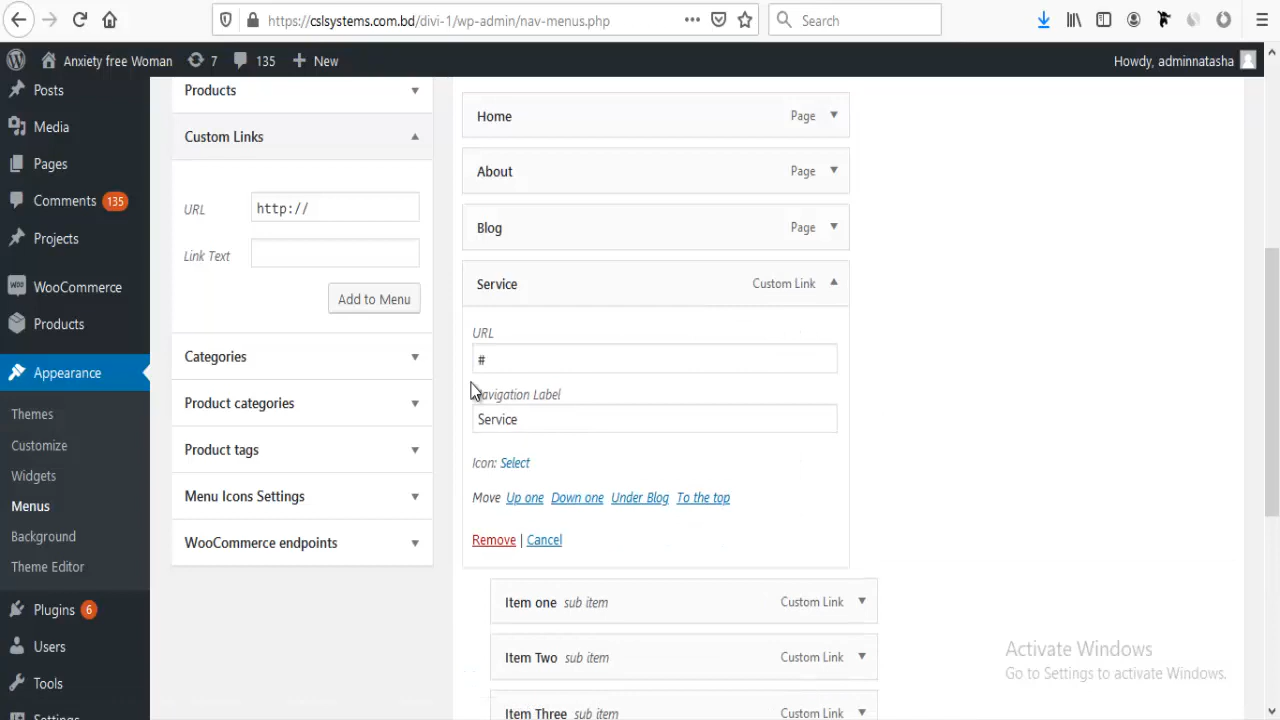 https://cslsystems.com.bd/divi-1/wp-admin/nav-menus.php
Search
Anxiety free Woman
7
135
New
Howdy, adminnatasha
Posts
Media
Pages
Comments 135
Projects
WooCommerce
Products
Appearance
Themes
Customize
Widgets
Menus
Background
Theme Editor
Plugins 6
Users
Tools
Settings
Products
Custom Links
URL http://
Link Text
Add to Menu
Categories
Product categories
Product tags
Menu Icons Settings
WooCommerce endpoints
Home Page
About Page
Blog Page
Service Custom Link
URL
#
Navigation Label
Service
Icon: Select
Move Up one Down one Under Blog To the top
Remove | Cancel
Item one sub item Custom Link
Item Two sub item Custom Link
Item Three sub item Custom Link
Activate Windows
Go to Settings to activate Windows.